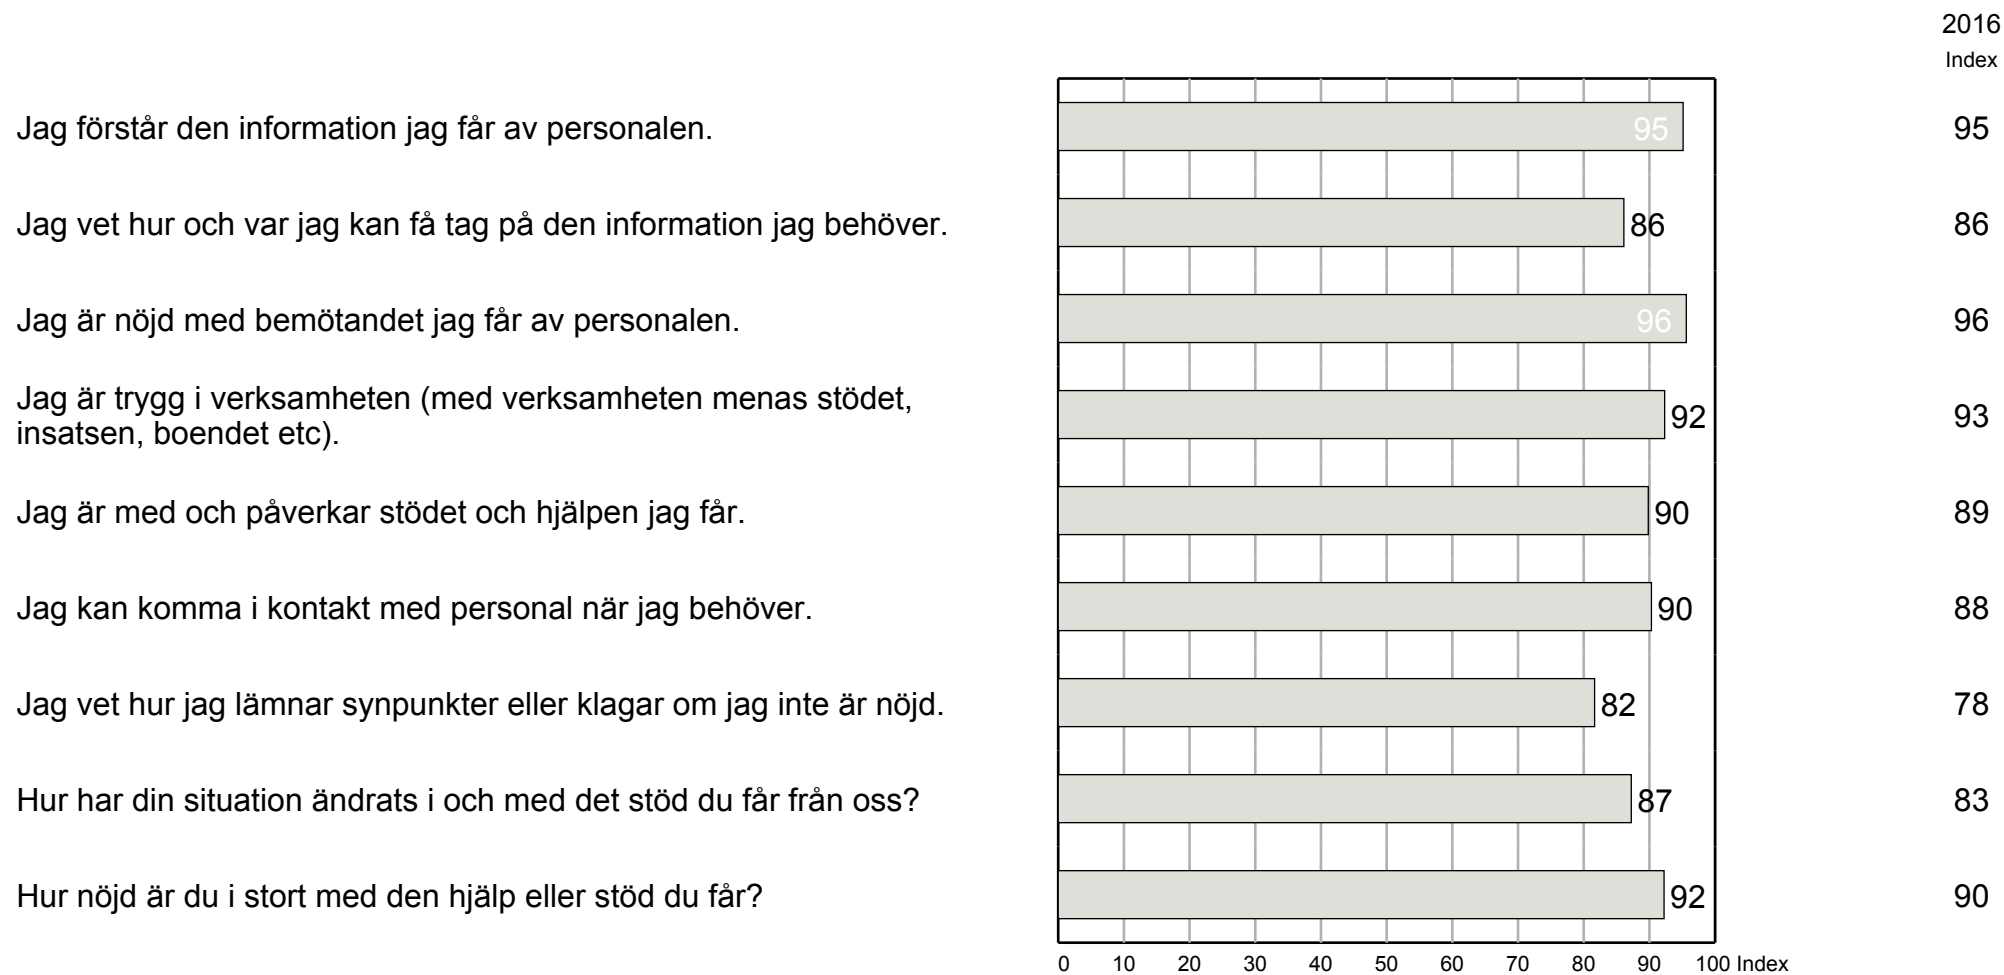 2016
Index
Jag förstår den information jag får av personalen. 95 95
Jag vet hur och var jag kan få tag på den information jag behöver. 86 86
Jag är nöjd med bemötandet jag får av personalen. 96 96
Jag är trygg i verksamheten (med verksamheten menas stödet,
insatsen, boendet etc). 92 93
Jag är med och påverkar stödet och hjälpen jag får. 90 89
Jag kan komma i kontakt med personal när jag behöver. 90 88
Jag vet hur jag lämnar synpunkter eller klagar om jag inte är nöjd. 82 78
Hur har din situation ändrats i och med det stöd du får från oss? 87 83
Hur nöjd är du i stort med den hjälp eller stöd du får? 92 90
0 10 20 30 40 50 60 70 80 90 100 Index